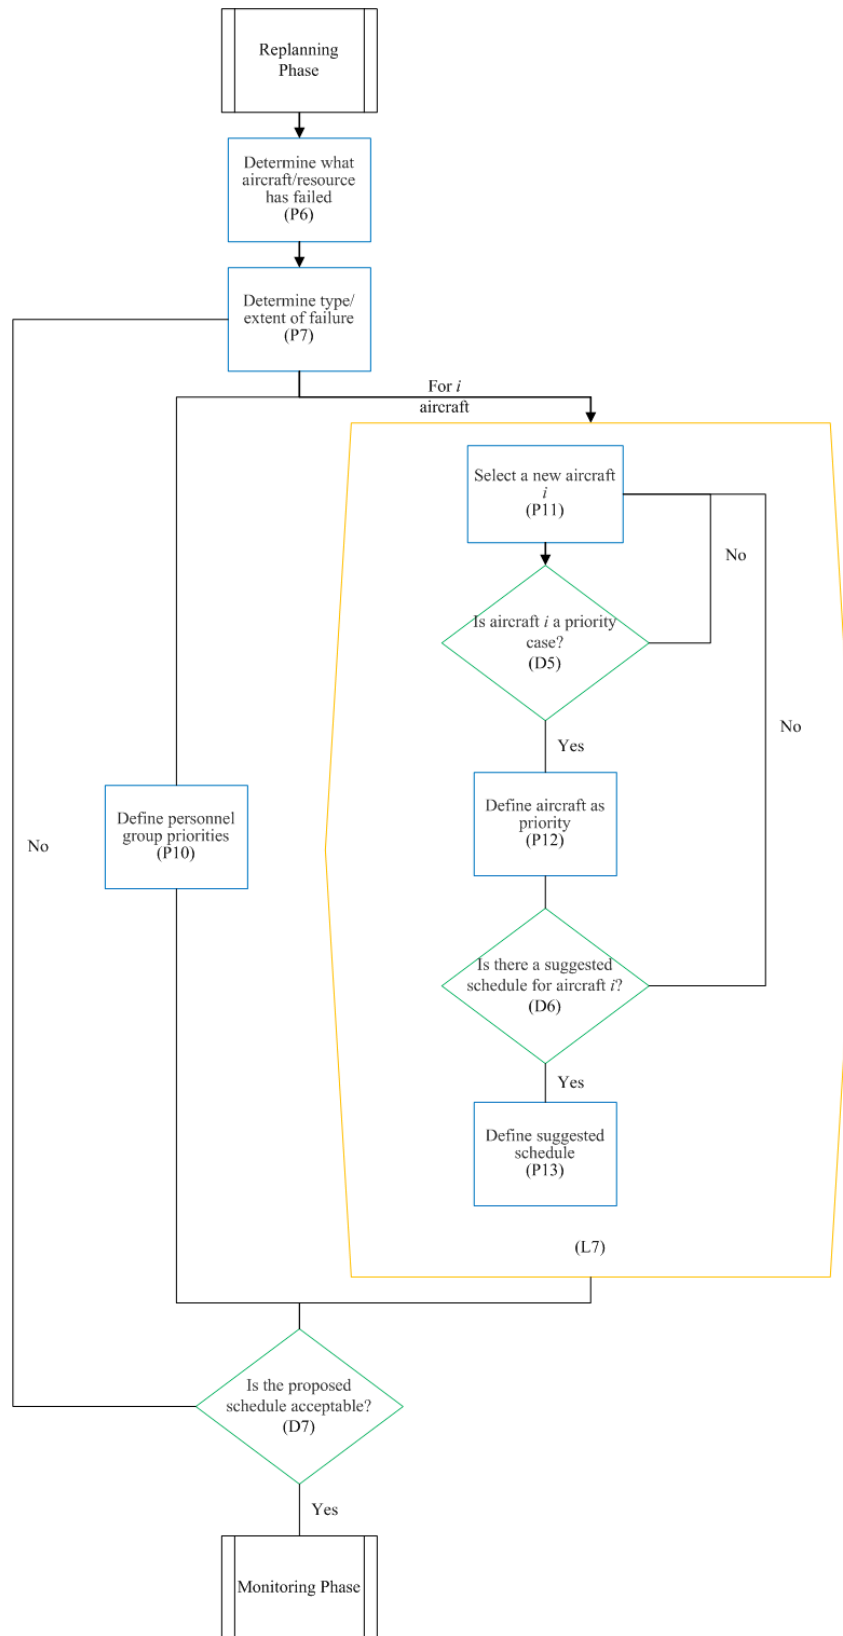 Replanning
Phase
Determine what
aircraft/resource
has failed
(P6)
Determine type/
extent of failure
(P7)
For i
aircraft
Select a new aircraft
i
(P11)
No
Is aircraft i a priority
case?
(D5)
Yes
No
Define aircraft as
priority
(P12)
Define personnel
group priorities
(P10)
No
Is there a suggested
schedule for aircraft i?
(D6)
Yes
Define suggested
schedule
(P13)
(L7)
Is the proposed
schedule acceptable?
(D7)
Yes
Monitoring Phase